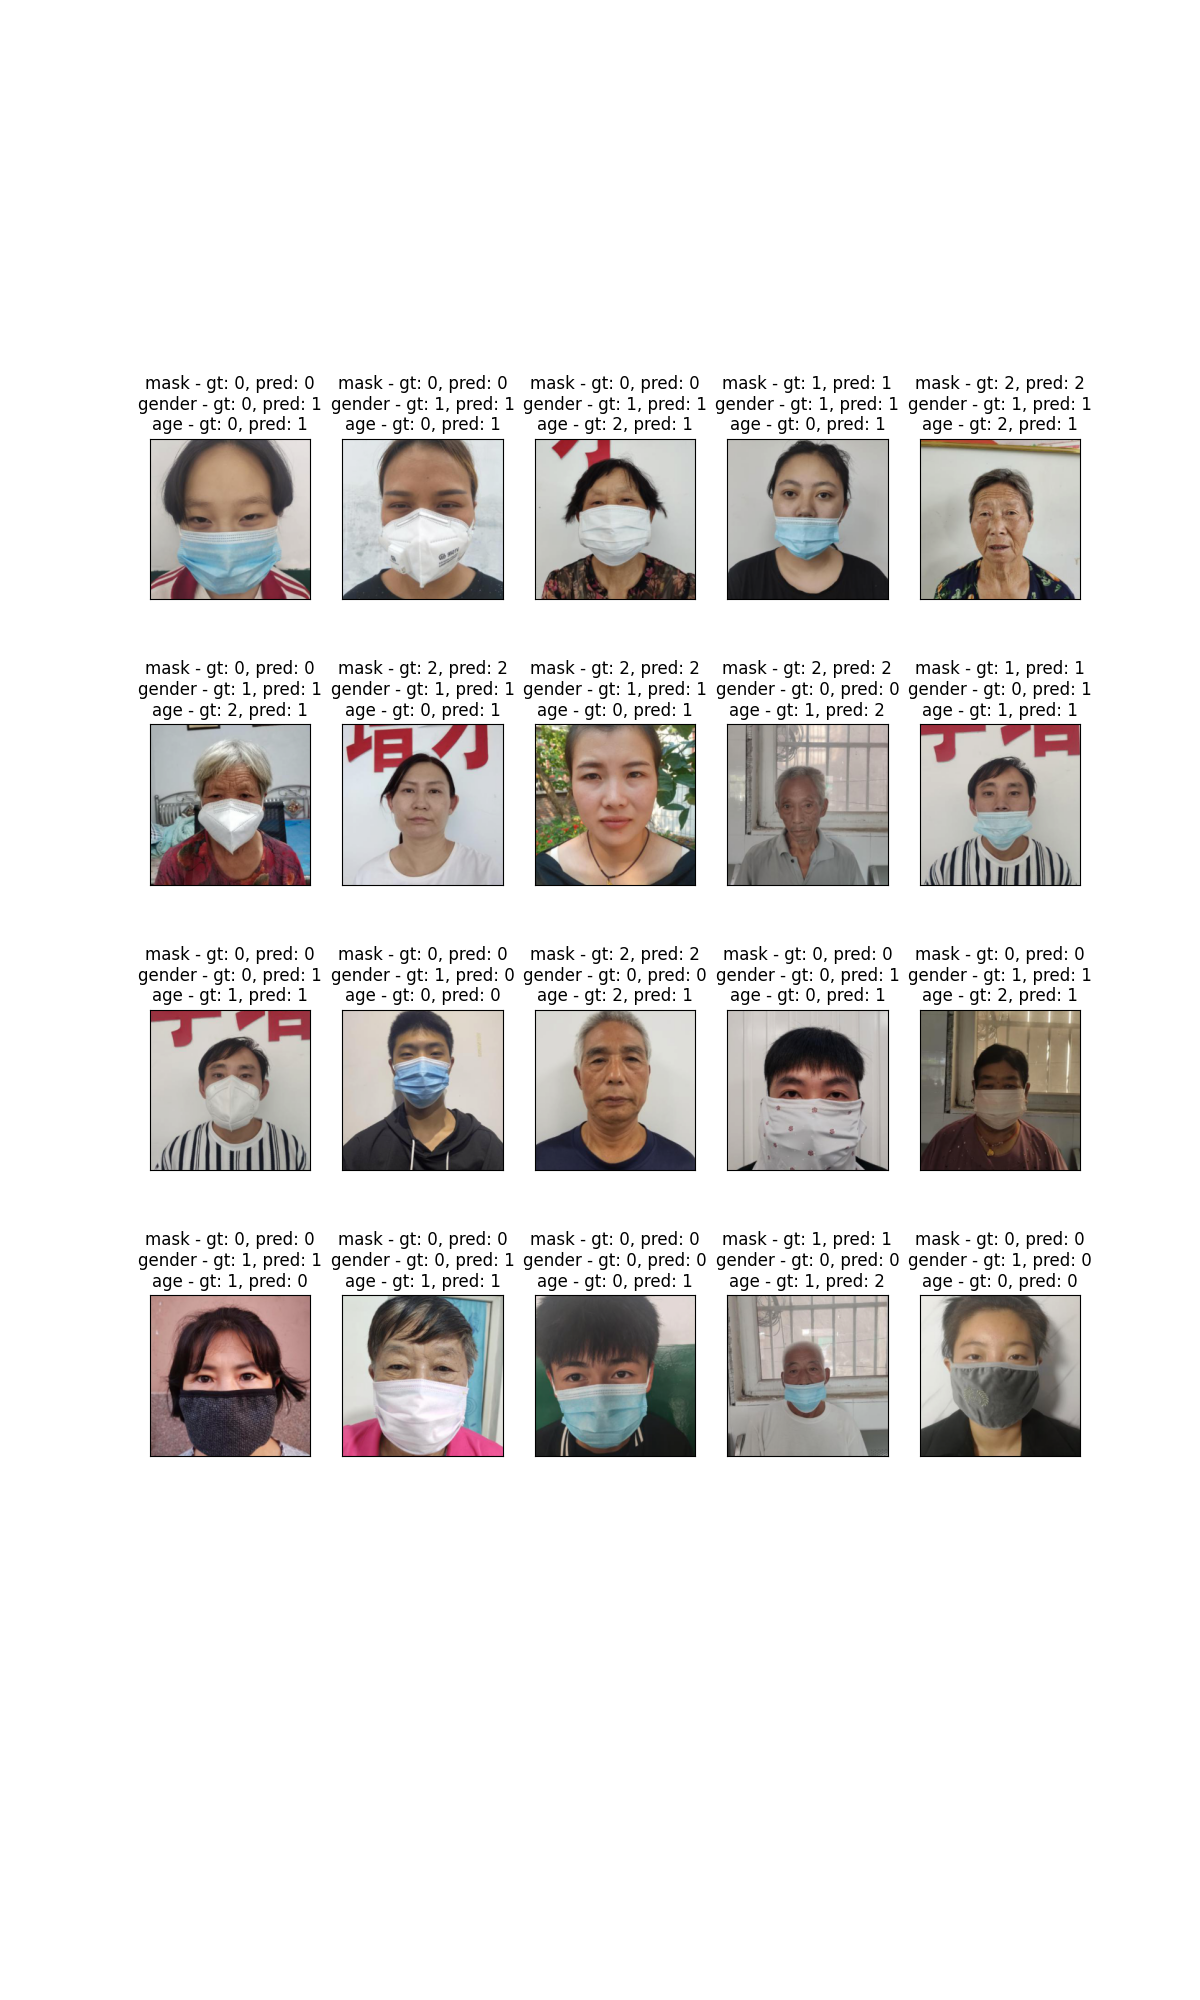 mask - gt: 0, pred: 0
gender - gt: 0, pred: 1
age - gt: 0, pred: 1
mask - gt: 0, pred: 0
gender - gt: 1, pred: 1
age - gt: 0, pred: 1
mask - gt: 0, pred: 0
gender - gt: 1, pred: 1
age - gt: 2, pred: 1
mask - gt: 1, pred: 1
gender - gt: 1, pred: 1
age - gt: 0, pred: 1
mask - gt: 2, pred: 2
gender - gt: 1, pred: 1
age - gt: 2, pred: 1
mask - gt: 0, pred: 0
gender - gt: 1, pred: 1
age - gt: 2, pred: 1
mask - gt: 2, pred: 2
gender - gt: 1, pred: 1
age - gt: 0, pred: 1
mask - gt: 2, pred: 2
gender - gt: 1, pred: 1
age - gt: 0, pred: 1
mask - gt: 2, pred: 2
gender - gt: 0, pred: 0
age - gt: 1, pred: 2
mask - gt: 1, pred: 1
gender - gt: 0, pred: 1
age - gt: 1, pred: 1
mask - gt: 0, pred: 0
gender - gt: 0, pred: 1
age - gt: 1, pred: 1
mask - gt: 0, pred: 0
gender - gt: 1, pred: 0
age - gt: 0, pred: 0
mask - gt: 2, pred: 2
gender - gt: 0, pred: 0
age - gt: 2, pred: 1
mask - gt: 0, pred: 0
gender - gt: 0, pred: 1
age - gt: 0, pred: 1
mask - gt: 0, pred: 0
gender - gt: 1, pred: 1
age - gt: 2, pred: 1
mask - gt: 0, pred: 0
gender - gt: 1, pred: 1
age - gt: 1, pred: 0
mask - gt: 0, pred: 0
gender - gt: 0, pred: 1
age - gt: 1, pred: 1
mask - gt: 0, pred: 0
gender - gt: 0, pred: 0
age - gt: 0, pred: 1
mask - gt: 1, pred: 1
gender - gt: 0, pred: 0
age - gt: 1, pred: 2
mask - gt: 0, pred: 0
gender - gt: 1, pred: 0
age - gt: 0, pred: 0